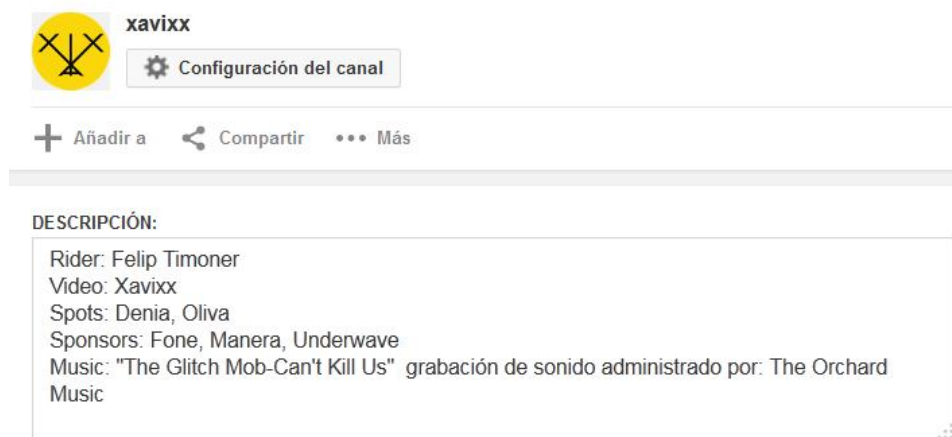 xavixx
Configuración del canal
Añadir a Compartir Más
DESCRIPCIÓN:
Rider: Felip Timoner
Video: Xavixx
Spots: Denia, Oliva
Sponsors: Fone, Manera, Underwave
Music: "The Glitch Mob-Can't Kill Us"  grabación de sonido administrado por: The Orchard
Music